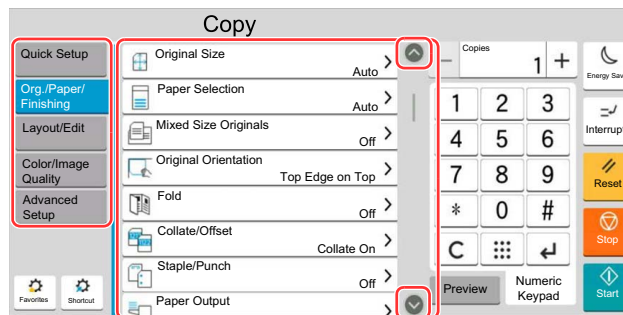 Copy
Quick Setup
Org./Paper/
Finishing
Layout/Edit
Color/Image
Quality
Advanced
Setup
Favorites
Shortcut
Original Size
Auto
Paper Selection
Auto
Mixed Size Originals
Off
Original Orientation
Top Edge on Top
Fold
Off
Collate/Offset
Collate On
Staple/Punch
Off
Paper Output
Copies
− 1 +
1 2 3
4 5 6
7 8 9
* 0 #
C
Preview
Numeric
Keypad
Energy Sav
Interrupt
Reset
Stop
Start